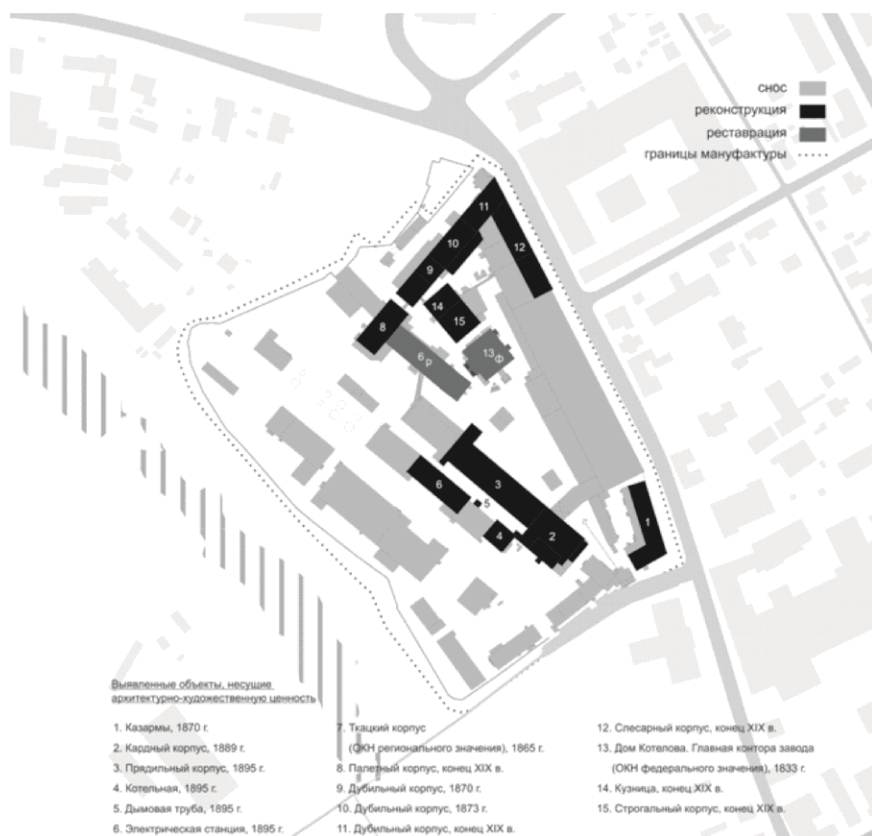 снос
реконструкция
реставрация
границы мануфактуры
11
10
12
9
14
15
8
13 Ф
6 р
3
6
5
4
2
1
Выявленные объекты, несущие
архитектурно-художественную ценность
1. Казармы, 1870 г.
2. Кардный корпус, 1889 г.
3. Прядильный корпус, 1895 г.
4. Котельная, 1895 г.
5. Дымовая труба, 1895 г.
6. Электрическая станция, 1895 г.
7. Ткацкий корпус
(ОКН регионального значения), 1865 г.
8. Палетный корпус, конец XIX в.
9. Дубильный корпус, 1870 г.
10. Дубильный корпус, 1873 г.
11. Дубильный корпус, конец XIX в.
12. Слесарный корпус, конец XIX в.
13. Дом Котелова. Главная контора завода
(ОКН федерального значения), 1833 г.
14. Кузница, конец XIX в.
15. Строгальный корпус, конец XIX в.